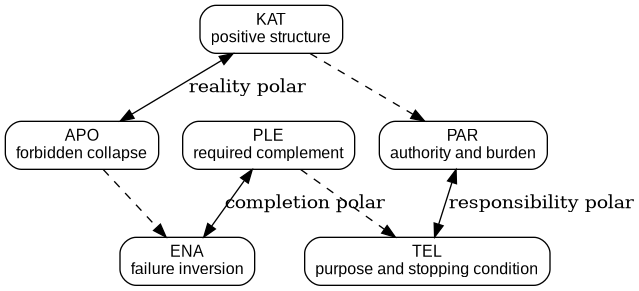 KAT
positive structure
reality polar
APO
forbidden collapse
PLE
required complement
PAR
authority and burden
completion polar
responsibility polar
ENA
failure inversion
TEL
purpose and stopping condition